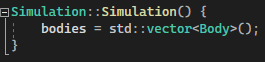 Simulation::Simulation() {
bodies = std::vector<Body>();
}